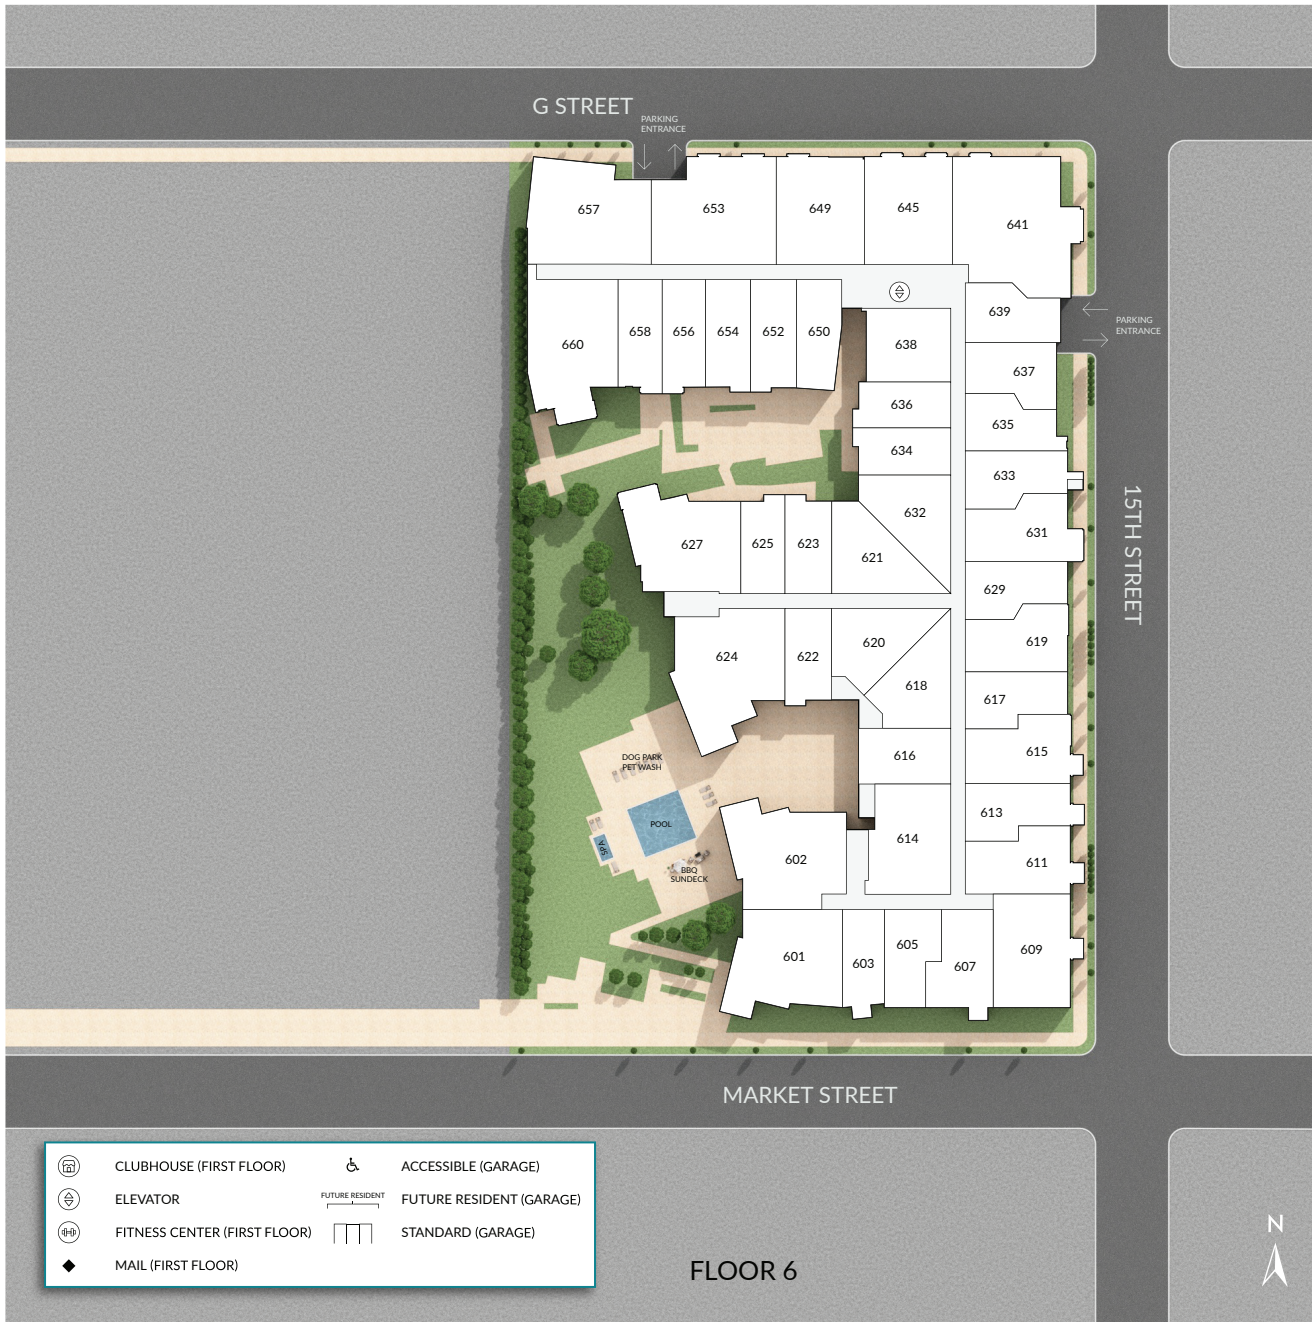 G STREET
PARKING
ENTRANCE
657
653
649
645
641
639
PARKING
ENTRANCE
660
658
656
654
652
650
638
637
636
635
634
633
632
631
15TH STREET
627
625
623
621
629
624
622
620
619
618
617
616
615
DOG PARK
PET WASH
POOL
SPA
BBQ
SUNDECK
613
614
611
602
601
603
605
607
609
MARKET STREET
CLUBHOUSE (FIRST FLOOR)
ACCESSIBLE (GARAGE)
ELEVATOR
FUTURE RESIDENT
FUTURE RESIDENT (GARAGE)
FITNESS CENTER (FIRST FLOOR)
STANDARD (GARAGE)
MAIL (FIRST FLOOR)
FLOOR 6
N